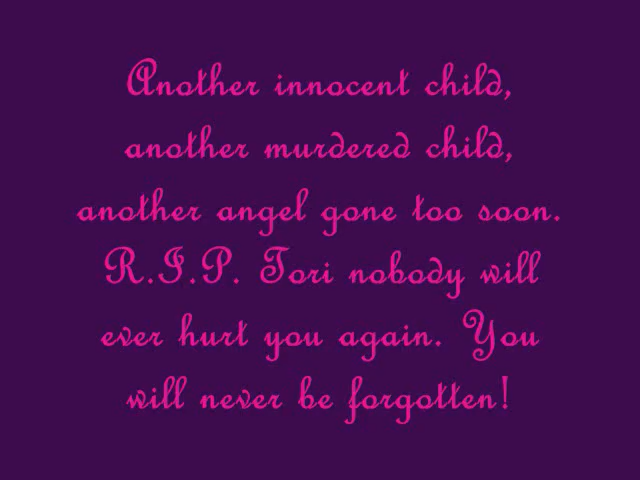 Another innocent child,
another murdered child,
another angel gone too soon.
R.I.P. Tori nobody will
ever hurt you again. You
will never be forgotten!